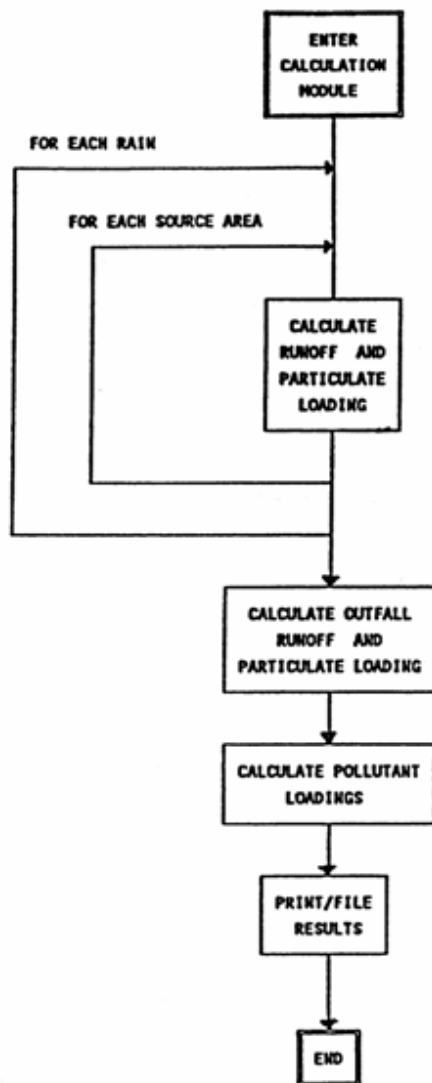 ENTER
CALCULATION
MODULE
FOR EACH RAIN
FOR EACH SOURCE AREA
CALCULATE
RUNOFF AND
PARTICULATE
LOADING
CALCULATE OUTFALL
RUNOFF AND
PARTICULATE LOADING
CALCULATE POLLUTANT
LOADINGS
PRINT/FILE
RESULTS
END